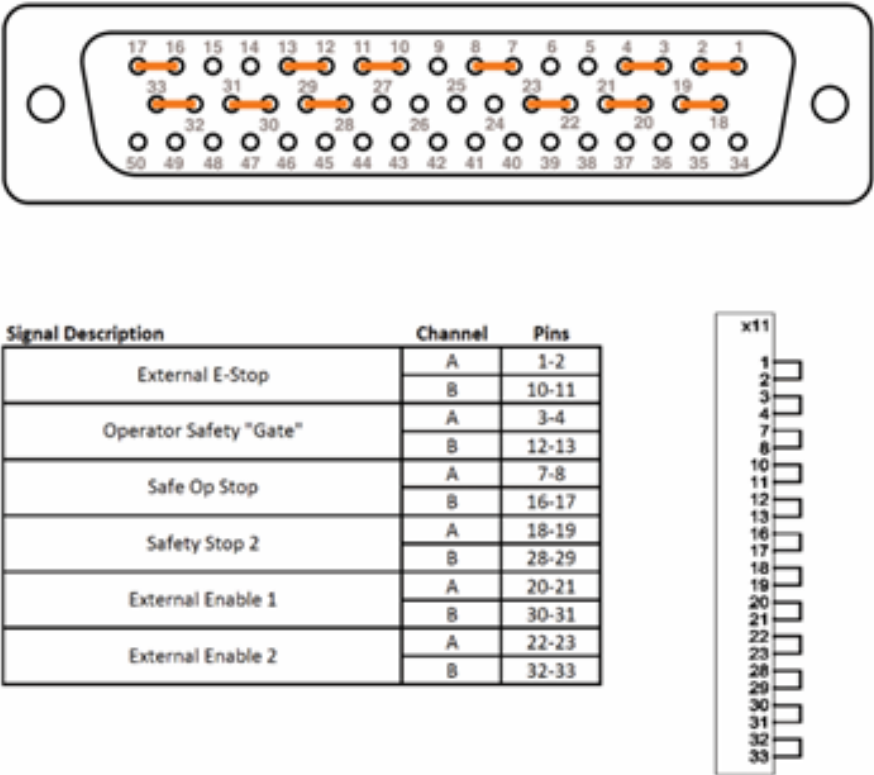 17 16 15 14 13 12 11 10 9 8 7 6 5 4 3 2 1
33 31 29 27 25 23 21 19
32 30 28 26 24 22 20 18
50 49 48 47 46 45 44 43 42 41 40 39 38 37 36 35 34
Signal Description Channel Pins
External E-Stop
A 1-2
B 10-11
Operator Safety "Gate"
A 3-4
B 12-13
Safe Op Stop
A 7-8
B 16-17
Safety Stop 2
A 18-19
B 28-29
External Enable 1
A 20-21
B 30-31
External Enable 2
A 22-23
B 32-33
x11
1
2
3
4
7
8
10
11
12
13
16
17
18
19
20
21
22
23
28
29
30
31
32
33